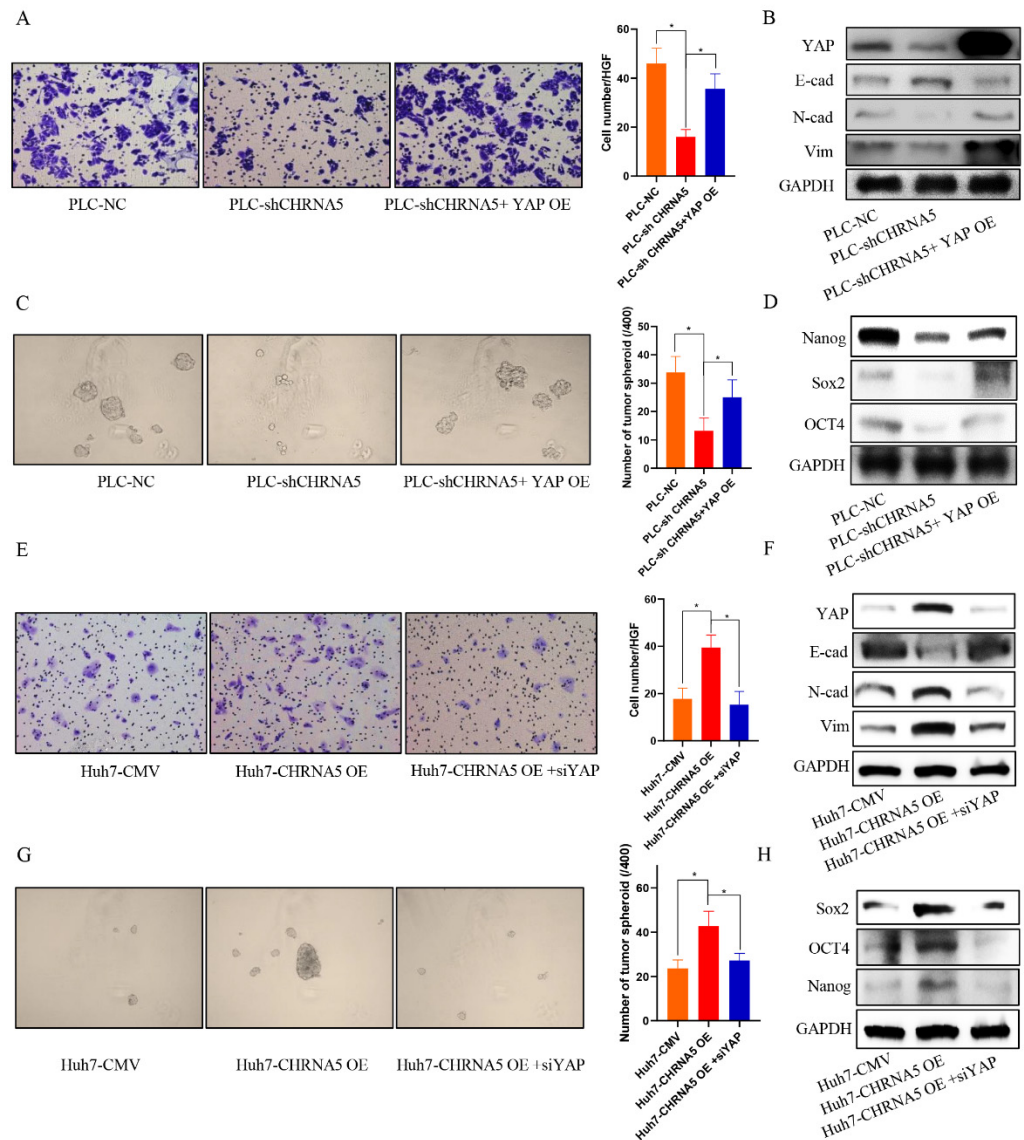 A
PLC-NC
PLC-shCHRNA5
PLC-shCHRNA5+ YAP OE
Cell number/HGF
60
40
20
0
*
*
PLC-NC
PLC-sh CHRNA5
PLC-sh CHRNA5+YAP OE
B
YAP
E-cad
N-cad
Vim
GAPDH
PLC-NC
PLC-shCHRNA5
PLC-shCHRNA5+ YAP OE
C
PLC-NC
PLC-shCHRNA5
PLC-shCHRNA5+ YAP OE
Number of tumor spheroid (/400)
50
40
30
20
10
0
*
*
PLC-NC
PLC-sh CHRNA5
PLC-sh CHRNA5+YAP OE
D
Nanog
Sox2
OCT4
GAPDH
PLC-NC
PLC-shCHRNA5
PLC-shCHRNA5+ YAP OE
E
Huh7-CMV
Huh7-CHRNA5 OE
Huh7-CHRNA5 OE +siYAP
Cell number/HGF
60
40
20
0
*
*
Huh7-CMV
Huh7-CHRNA5 OE
Huh7-CHRNA5 OE +siYAP
F
YAP
E-cad
N-cad
Vim
GAPDH
Huh7-CMV
Huh7-CHRNA5 OE
Huh7-CHRNA5 OE +siYAP
G
Huh7-CMV
Huh7-CHRNA5 OE
Huh7-CHRNA5 OE +siYAP
Number of tumor spheroid (/400)
60
40
20
0
*
*
Huh7-CMV
Huh7-CHRNA5 OE
Huh7-CHRNA5 OE +siYAP
H
Sox2
OCT4
Nanog
GAPDH
Huh7-CMV
Huh7-CHRNA5 OE
Huh7-CHRNA5 OE +siYAP